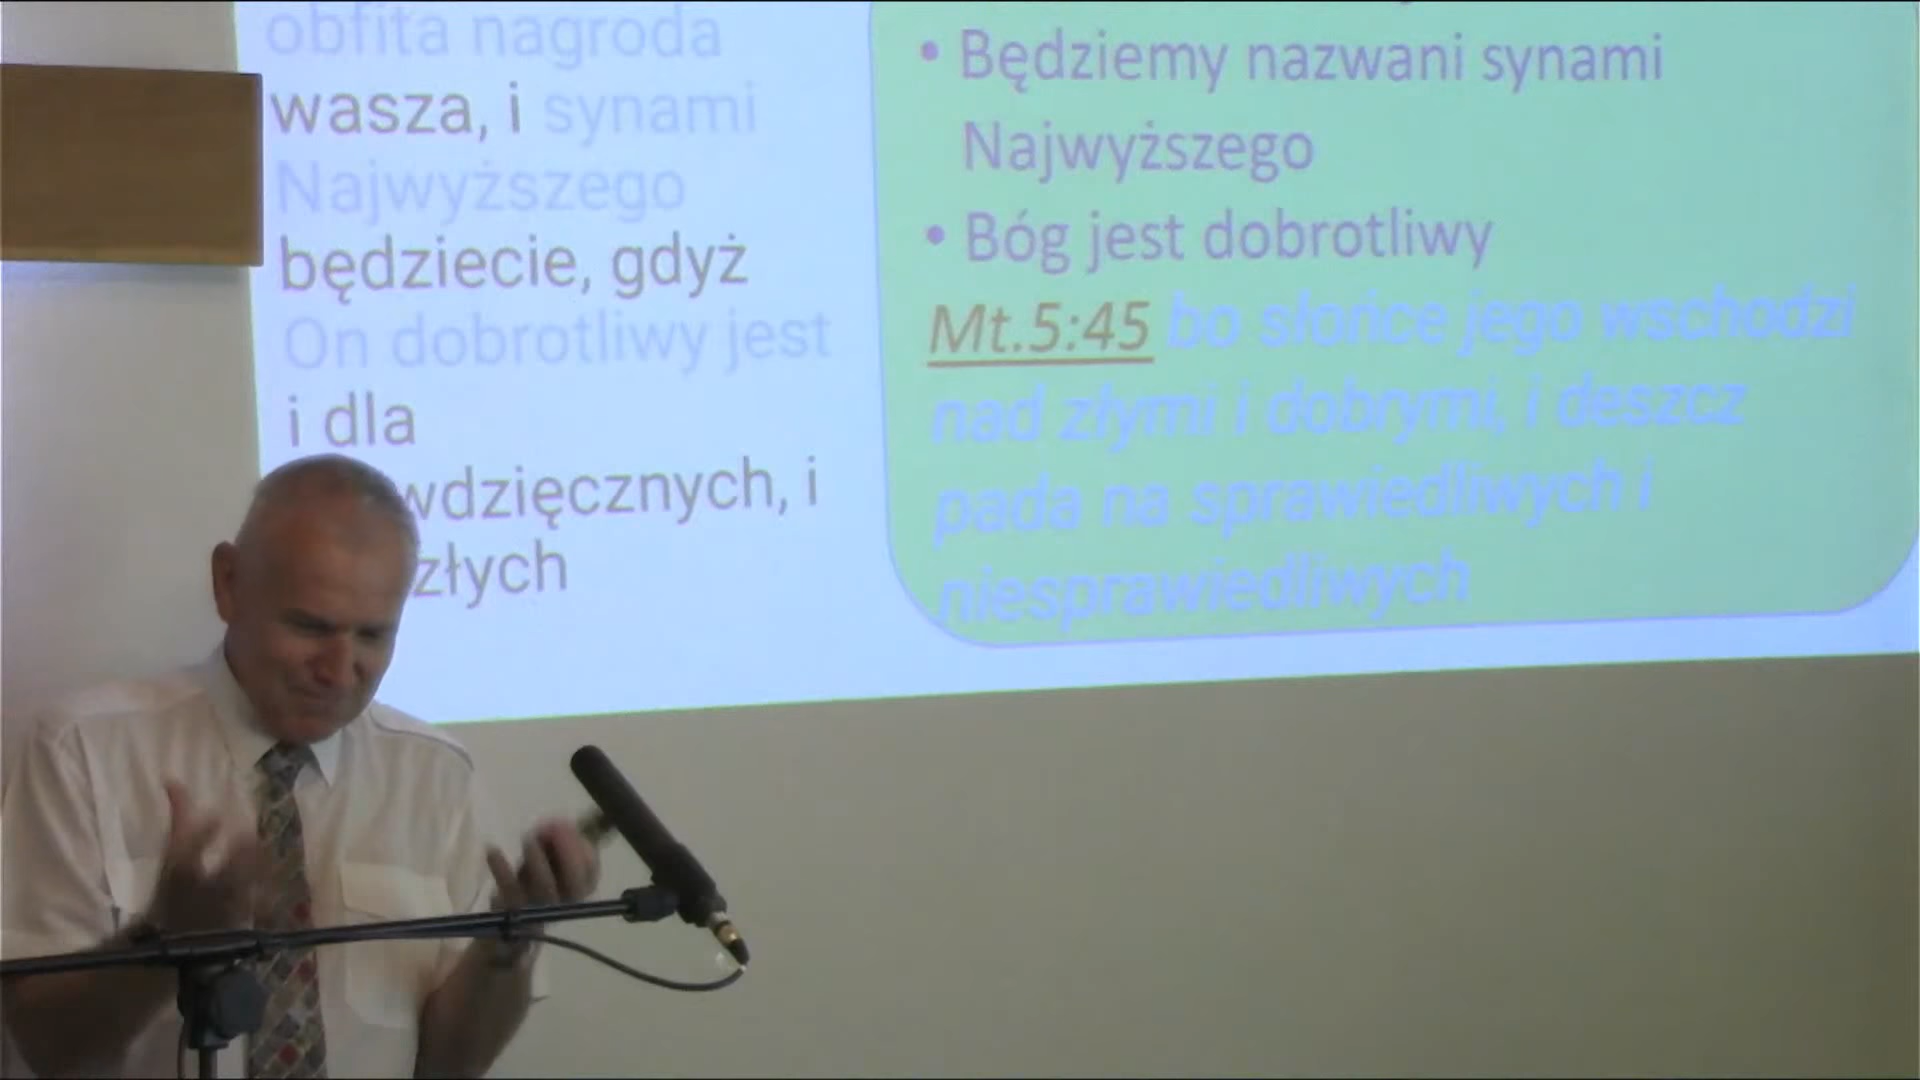 obfita nagroda
wasza, i synami
Najwyższego
będziecie, gdyż
On dobrotliwy jest
i dla
wdzięcznych, i
złych
• Będziemy nazwani synami
Najwyższego
• Bóg jest dobrotliwy
Mt.5:45 bo słońce jego wschodzi
nad złymi i dobrymi, i deszcz
pada na sprawiedliwych i
niesprawiedliwych